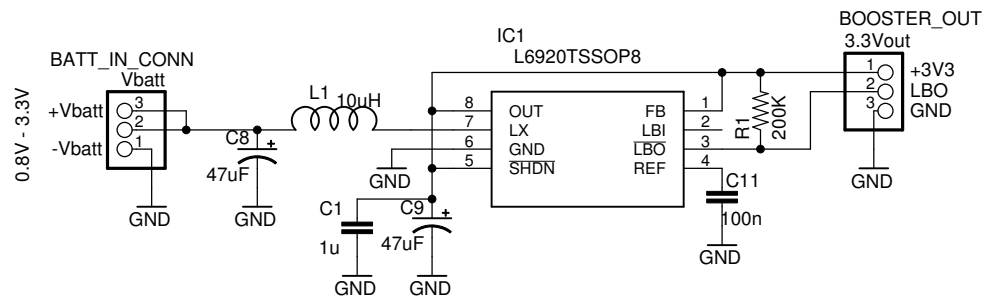 BOOSTER_OUT
3.3Vout
IC1
L6920TSSOP8
BATT_IN_CONN
Vbatt
0.8V - 3.3V
+Vbatt
-Vbatt
3
2
1
GND
C8
+
47uF
GND
L1
10uH
GND
8
7
6
5
OUT
LX
GND
SHDN
FB
LBI
LBO
REF
1
2
3
4
R1
200K
1
2
3
+3V3
LBO
GND
GND
C11
100n
GND
C1
1u
GND
C9
+
47uF
GND